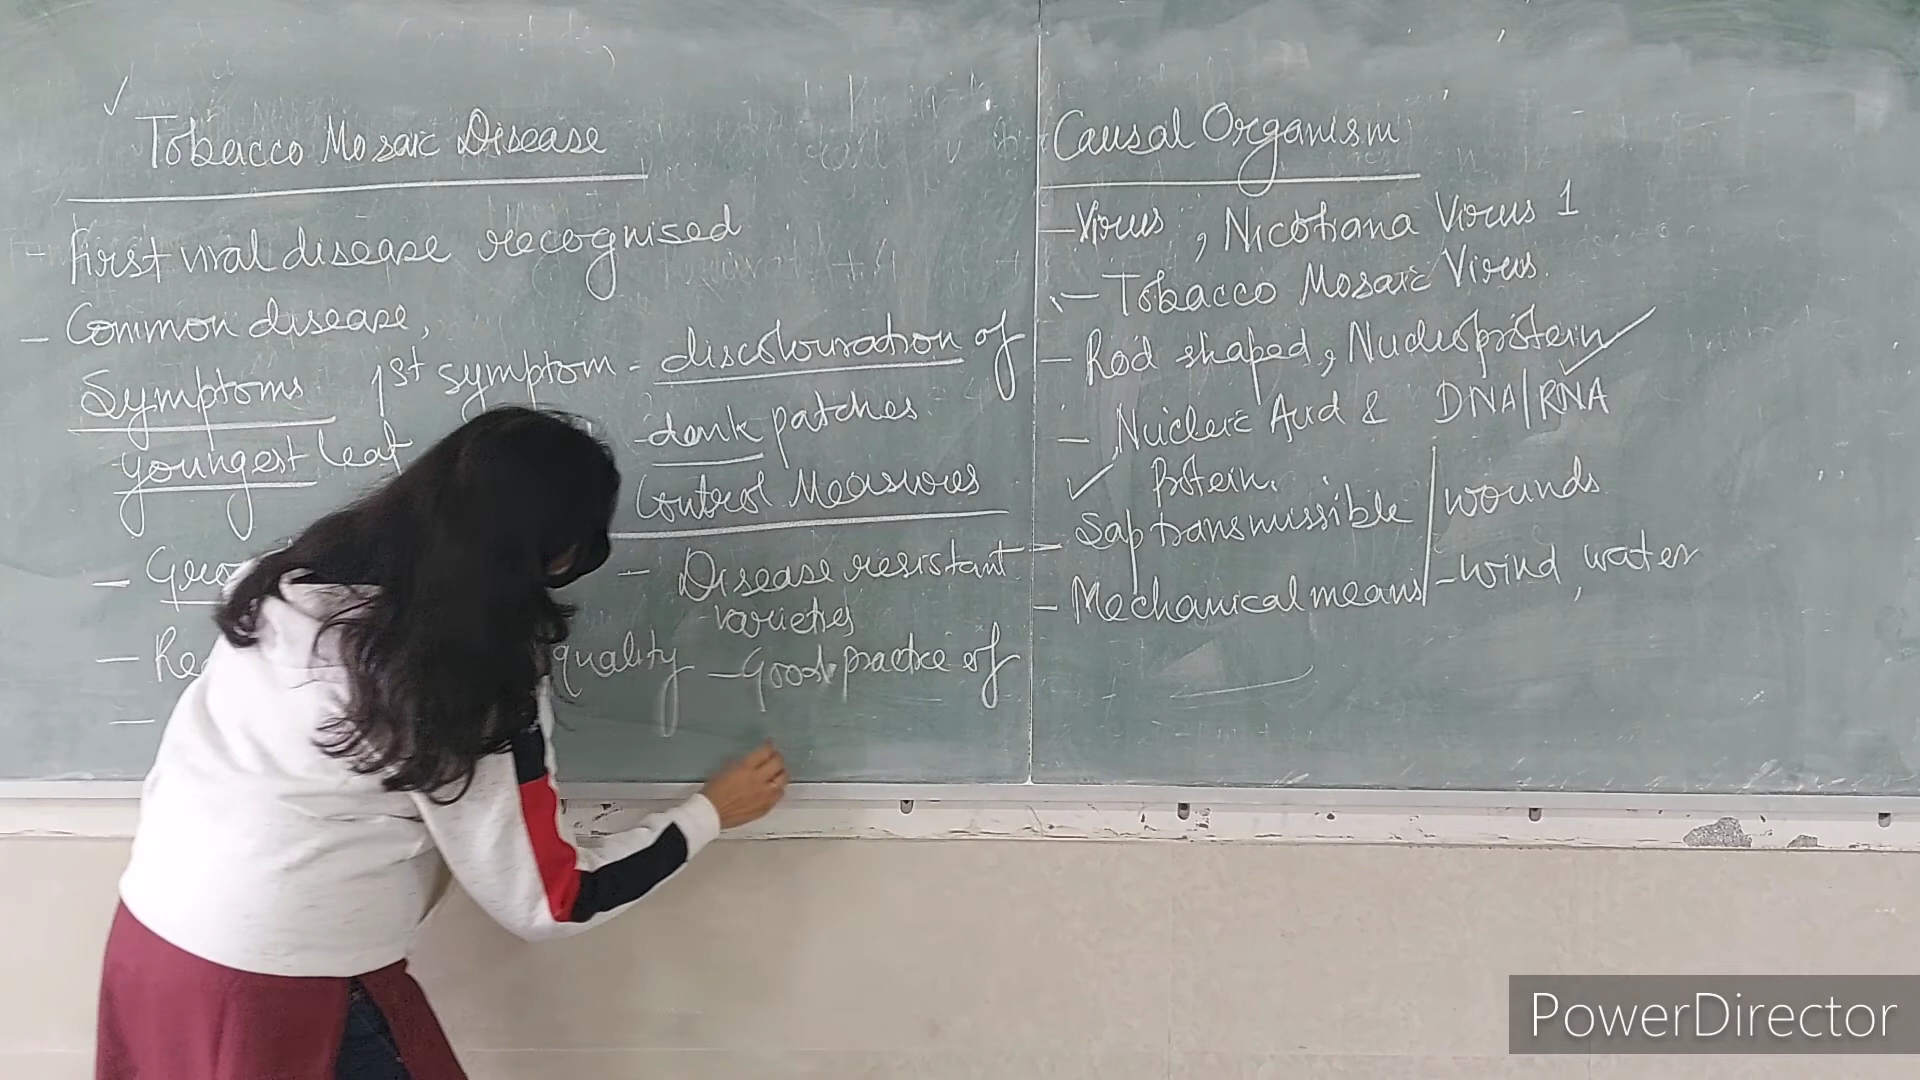 Tobacco Mosaic Disease
- First viral disease recognised
- Common disease,
Symptoms 1st symptom - discolouration of
youngest leaf - dark patches
Control Measures
- Disease resistant
varieties
quality - Good practice of
Causal Organism
- Virus, Nicotiana Virus 1
- Tobacco Mosaic Virus.
- Rod shaped, Nucleoprotein
- Nucleic Acid & DNA/RNA
Protein.
- Sap transmissible / wounds
- Mechanical means - wind, water
PowerDirector